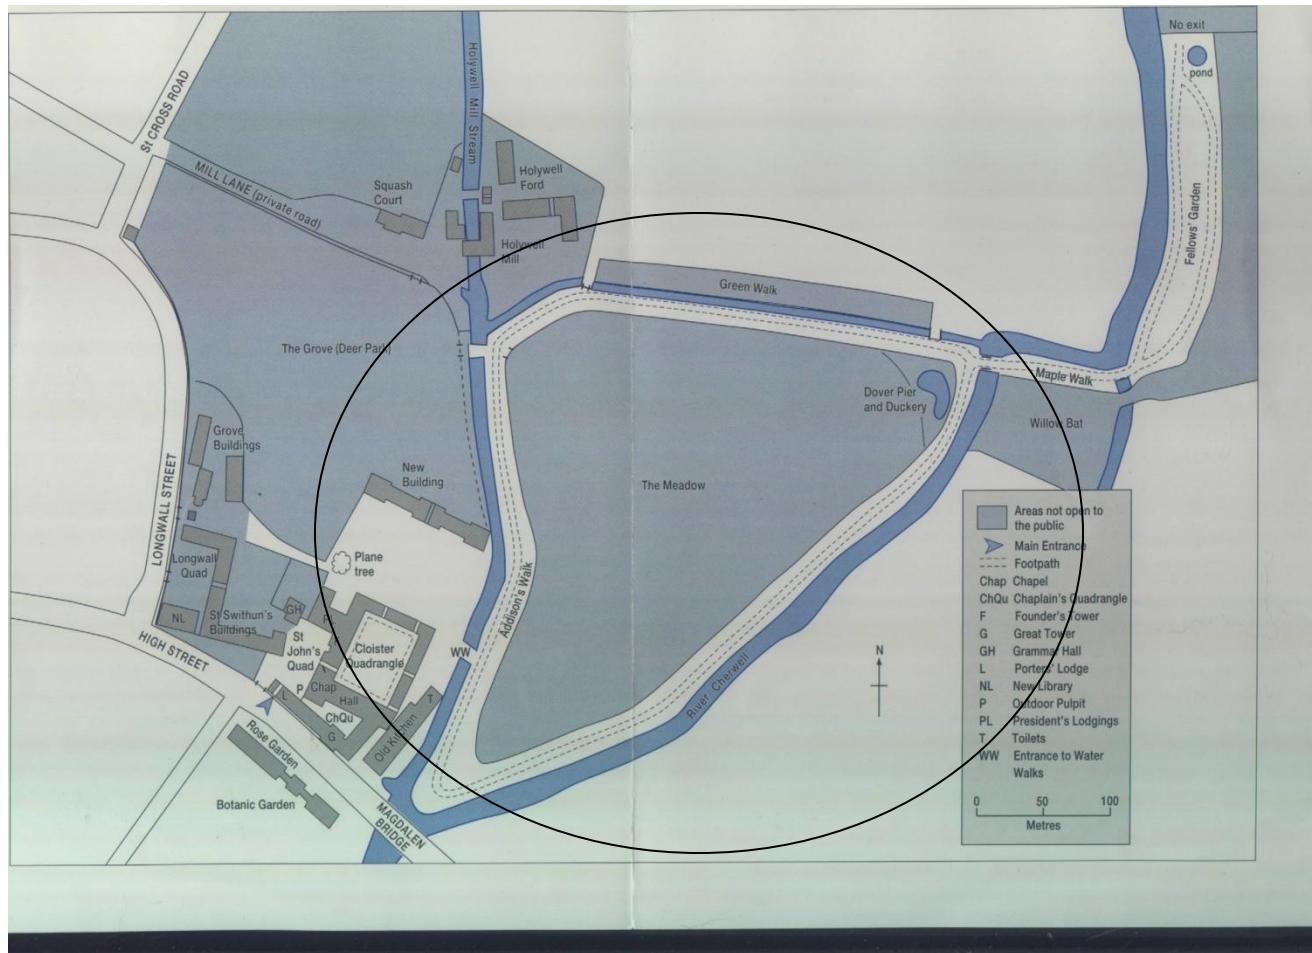 No exit
pond
St CROSS ROAD
Holywell Mill Stream
MILL LANE (private road)
Squash
Court
Holywell
Ford
Holywell
Mill
Fellows' Garden
Green Walk
The Grove (Deer Park)
Maple Walk
Dover Pier
and Duckery
Willow Bat
Grove
Buildings
New
Building
The Meadow
LONGWALL STREET
Longwall
Quad
Plane
tree
Addison's Walk
NL
St Swithun's
Buildings
GH
St
John's
Quad
Cloister
Quadrangle
WW
HIGH STREET
L
P
Chap
Hall
T
ChQu
G
Old Kitchen
River Cherwell
Rose Garden
Botanic Garden
MAGDALEN
BRIDGE
N
Areas not open to
the public
Main Entrance
Footpath
Chap Chapel
ChQu Chaplain's Quadrangle
F Founder's Tower
G Great Tower
GH Grammar Hall
L Porters' Lodge
NL New Library
P Outdoor Pulpit
PL President's Lodgings
T Toilets
WW Entrance to Water
Walks
0 50 100
Metres